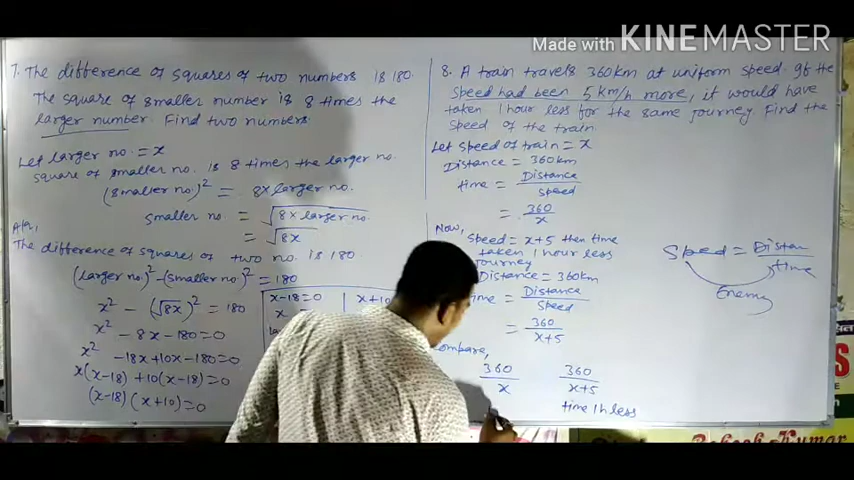 Made with KINEMASTER
7. The difference of squares of two numbers is 180.
The square of smaller number is 8 times the
larger number. Find two numbers.
Let larger no. = x
square of smaller no. is 8 times the larger no.
(smaller no.)² = 8x larger no.
smaller no. = √8x larger no.
= √8x
A/q,
The difference of squares of two no. is 180
(larger no.)² - (smaller no.)² = 180
x² - (√8x)² = 180
x² - 8x - 180 = 0
x² - 18x + 10x - 180 = 0
x(x-18) + 10(x-18) = 0
(x-18) (x+10) = 0
x-18 = 0
x
x+10
8. A train travels 360km at uniform speed. If the
speed had been 5 km/h more, it would have
taken 1 hour less for the same journey. Find the
speed of the train
Let speed of train = x
Distance = 360km
time = Distance
speed
= 360
x
Now,
speed = x+5 then time
taken 1 hour less
journey
Distance = 360km
time = Distance
speed
= 360
x+5
Compare,
360
x
360
x+5
time 1h less
Speed = Distan
time
Enemy